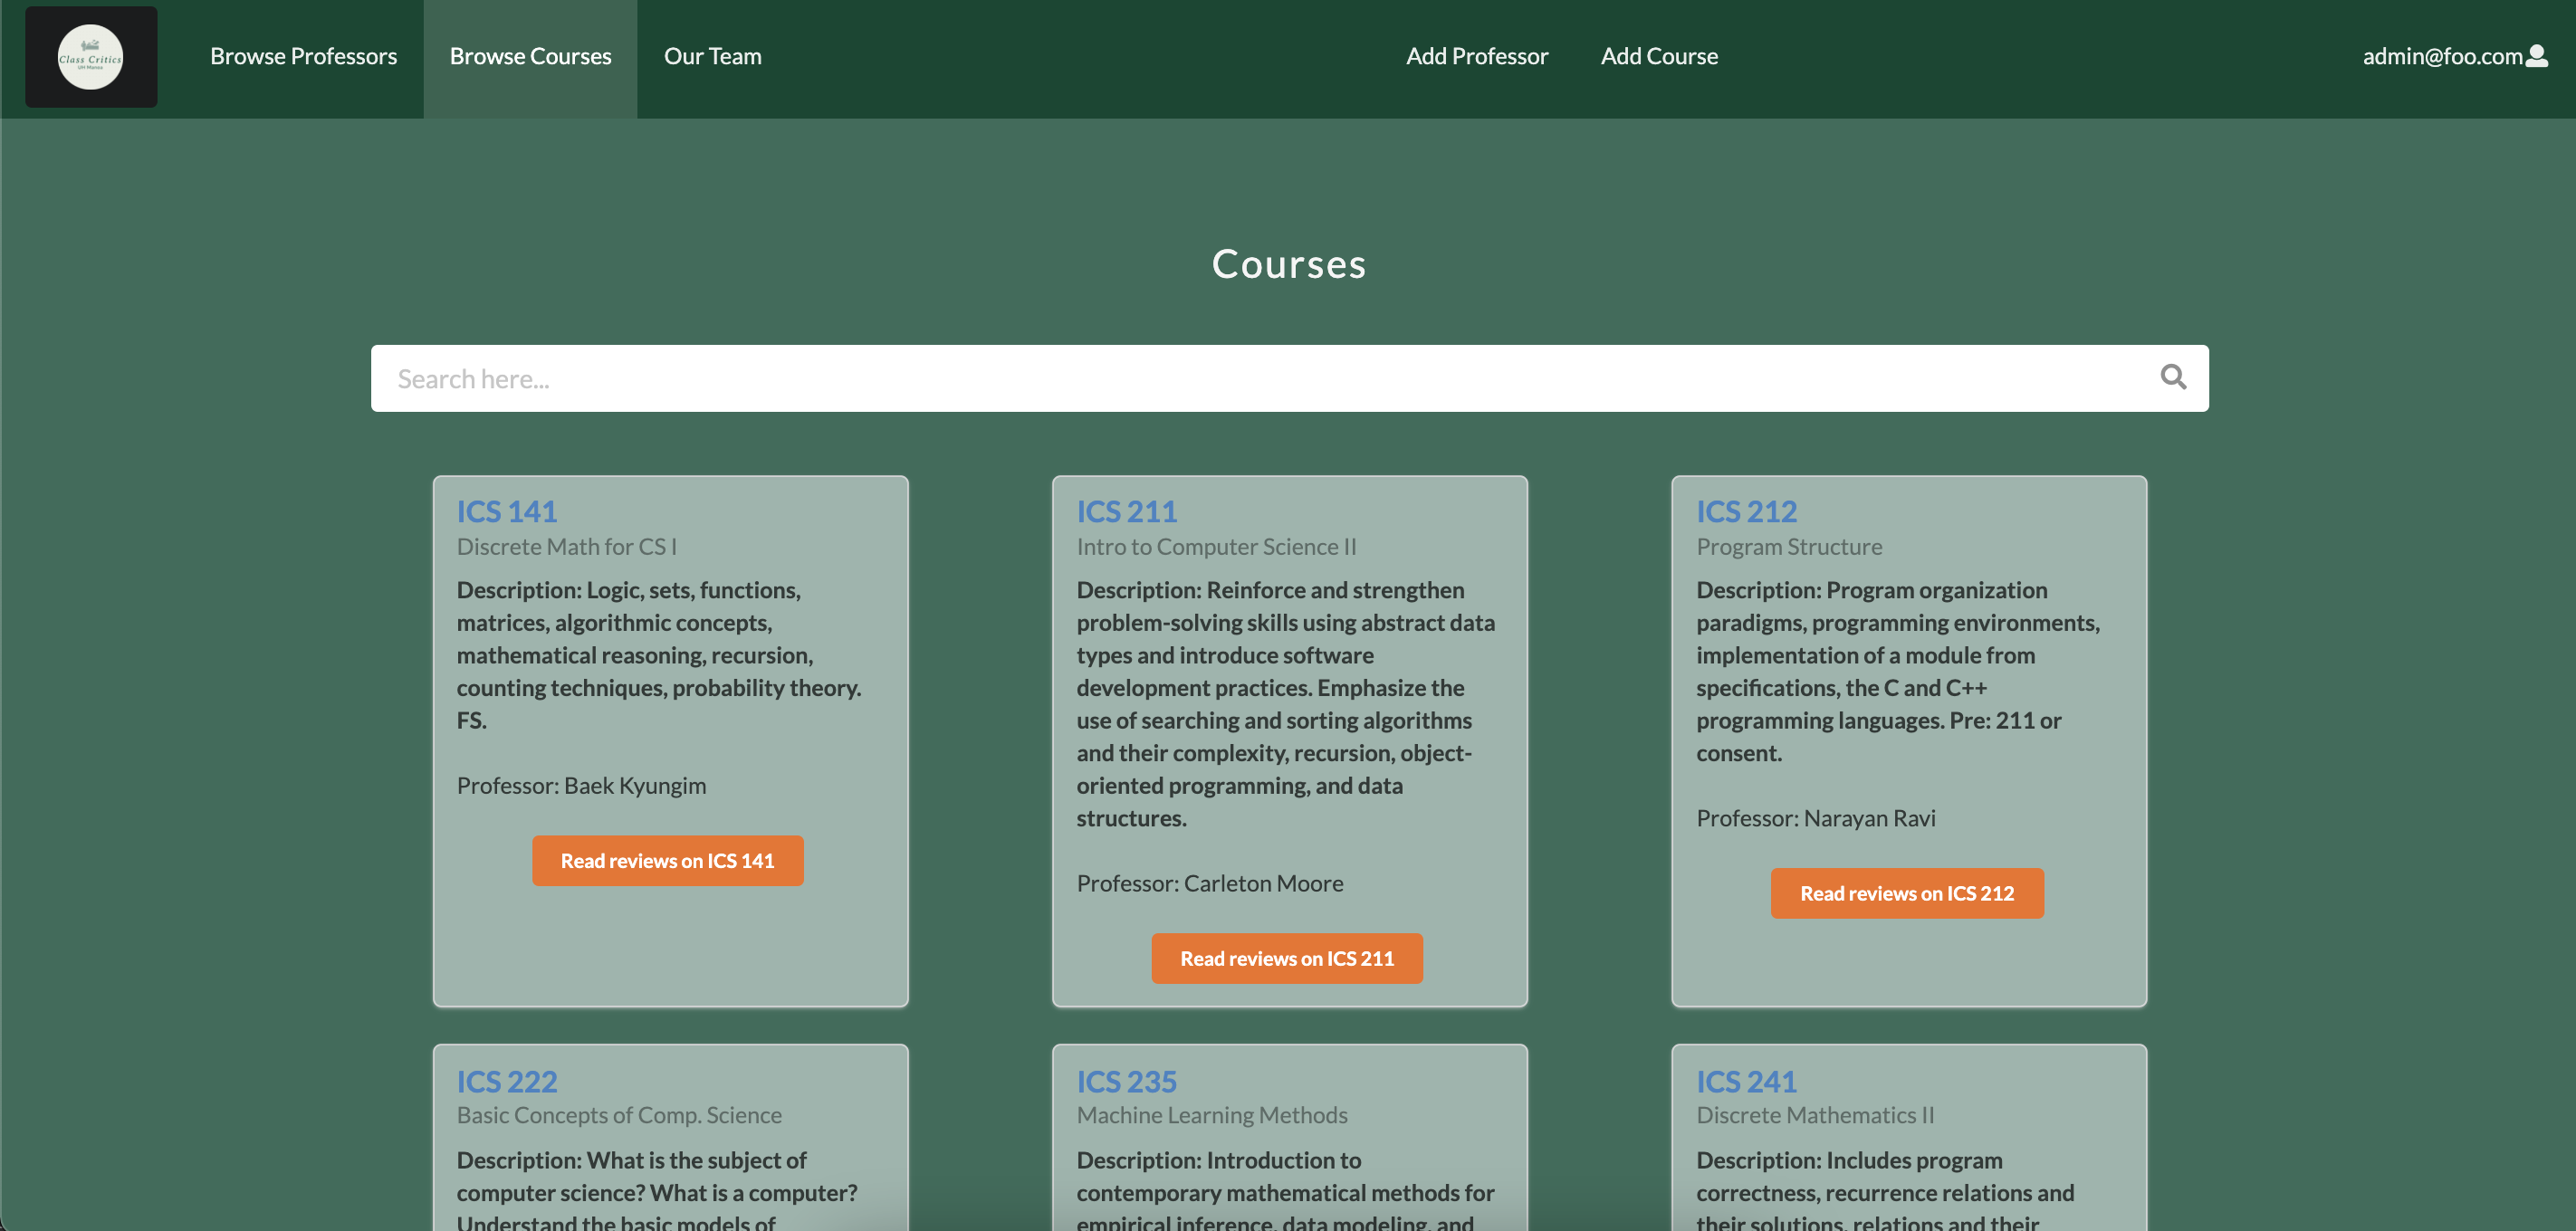 Class Critics
UH Manoa
Browse Professors
Browse Courses
Our Team
Add Professor
Add Course
admin@foo.com
Courses
Search here...
ICS 141
Discrete Math for CS I
Description: Logic, sets, functions,
matrices, algorithmic concepts,
mathematical reasoning, recursion,
counting techniques, probability theory.
FS.
Professor: Baek Kyungim
Read reviews on ICS 141
ICS 211
Intro to Computer Science II
Description: Reinforce and strengthen
problem-solving skills using abstract data
types and introduce software
development practices. Emphasize the
use of searching and sorting algorithms
and their complexity, recursion, object-
oriented programming, and data
structures.
Professor: Carleton Moore
Read reviews on ICS 211
ICS 212
Program Structure
Description: Program organization
paradigms, programming environments,
implementation of a module from
specifications, the C and C++
programming languages. Pre: 211 or
consent.
Professor: Narayan Ravi
Read reviews on ICS 212
ICS 222
Basic Concepts of Comp. Science
Description: What is the subject of
computer science? What is a computer?
Understand the basic models of
ICS 235
Machine Learning Methods
Description: Introduction to
contemporary mathematical methods for
empirical inference, data modeling, and
ICS 241
Discrete Mathematics II
Description: Includes program
correctness, recurrence relations and
their solutions, relations and their